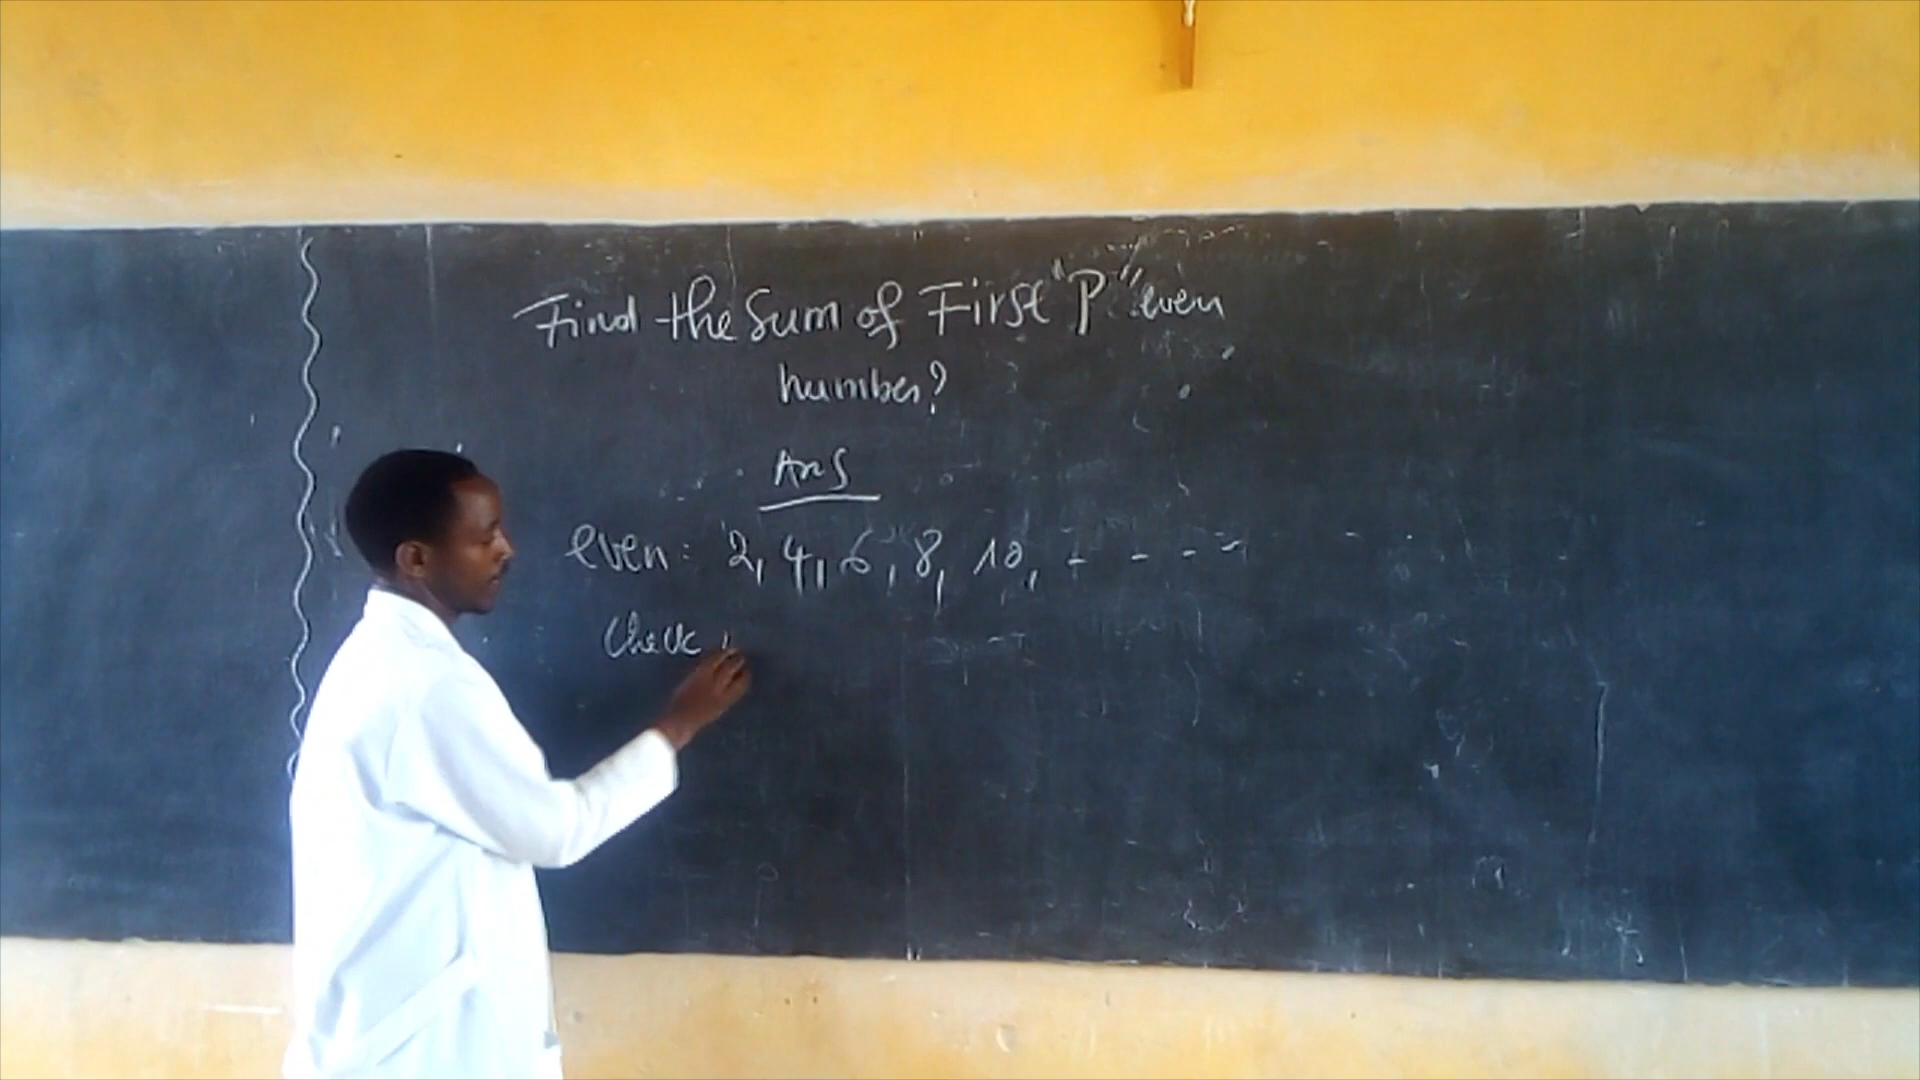 Find the Sum of First "P" even
number?
Ans
even: 2, 4, 6, 8, 10, - - - -
Check